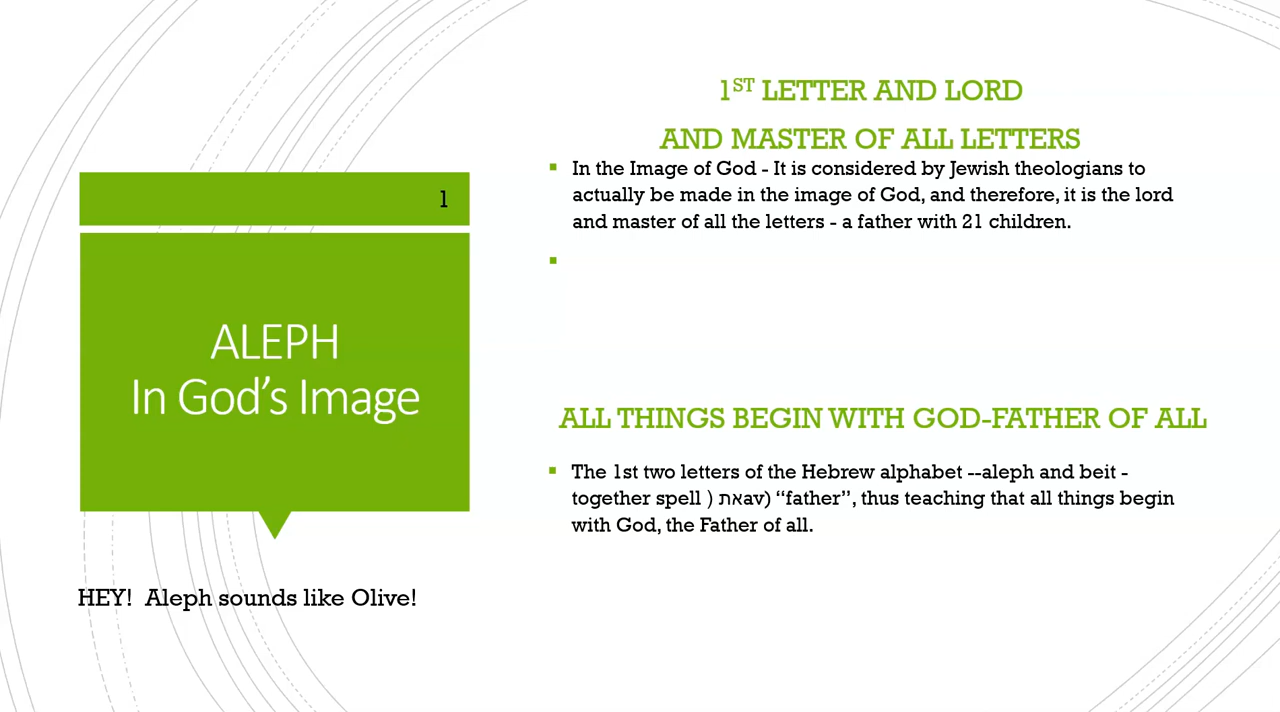 1
ALEPH
In God's Image
HEY! Aleph sounds like Olive!
1ST LETTER AND LORD
AND MASTER OF ALL LETTERS
▪ In the Image of God - It is considered by Jewish theologians to
actually be made in the image of God, and therefore, it is the lord
and master of all the letters - a father with 21 children.
▪
ALL THINGS BEGIN WITH GOD-FATHER OF ALL
▪ The 1st two letters of the Hebrew alphabet --aleph and beit -
together spell ) את‎av) “father”, thus teaching that all things begin
with God, the Father of all.